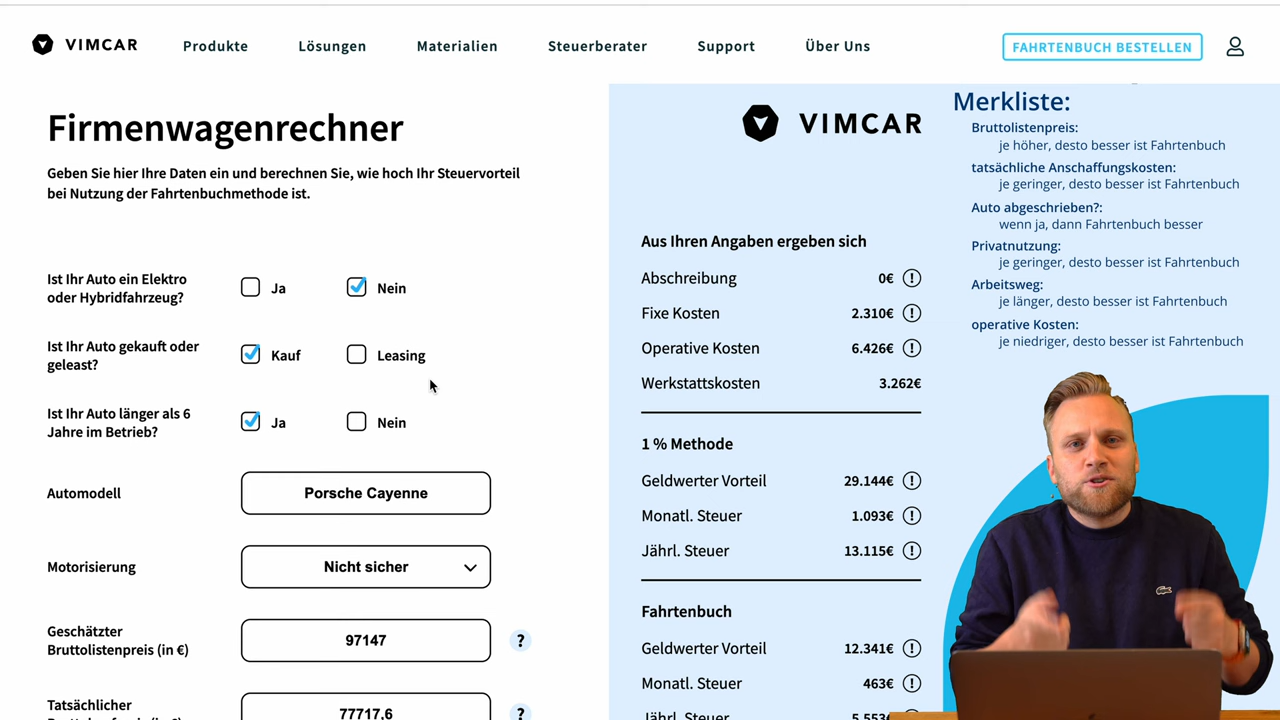 VIMCAR
Produkte
Lösungen
Materialien
Steuerberater
Support
Über Uns
FAHRTENBUCH BESTELLEN
Firmenwagenrechner
Geben Sie hier Ihre Daten ein und berechnen Sie, wie hoch Ihr Steuervorteil
bei Nutzung der Fahrtenbuchmethode ist.
Ist Ihr Auto ein Elektro
oder Hybridfahrzeug?
Ja
Nein
Ist Ihr Auto gekauft oder
geleast?
Kauf
Leasing
Ist Ihr Auto länger als 6
Jahre im Betrieb?
Ja
Nein
Automodell
Porsche Cayenne
Motorisierung
Nicht sicher
Geschätzter
Bruttolistenpreis (in €)
97147
?
Tatsächlicher
77717,6
?
VIMCAR
Aus Ihren Angaben ergeben sich
Abschreibung 0€ !
Fixe Kosten 2.310€ !
Operative Kosten 6.426€ !
Werkstattskosten 3.262€
1 % Methode
Geldwerter Vorteil 29.144€ !
Monatl. Steuer 1.093€ !
Jährl. Steuer 13.115€ !
Fahrtenbuch
Geldwerter Vorteil 12.341€ !
Monatl. Steuer 463€ !
Jährl. Steuer 5.553€
Merkliste:
Bruttolistenpreis:
je höher, desto besser ist Fahrtenbuch
tatsächliche Anschaffungskosten:
je geringer, desto besser ist Fahrtenbuch
Auto abgeschrieben?:
wenn ja, dann Fahrtenbuch besser
Privatnutzung:
je geringer, desto besser ist Fahrtenbuch
Arbeitsweg:
je länger, desto besser ist Fahrtenbuch
operative Kosten:
je niedriger, desto besser ist Fahrtenbuch